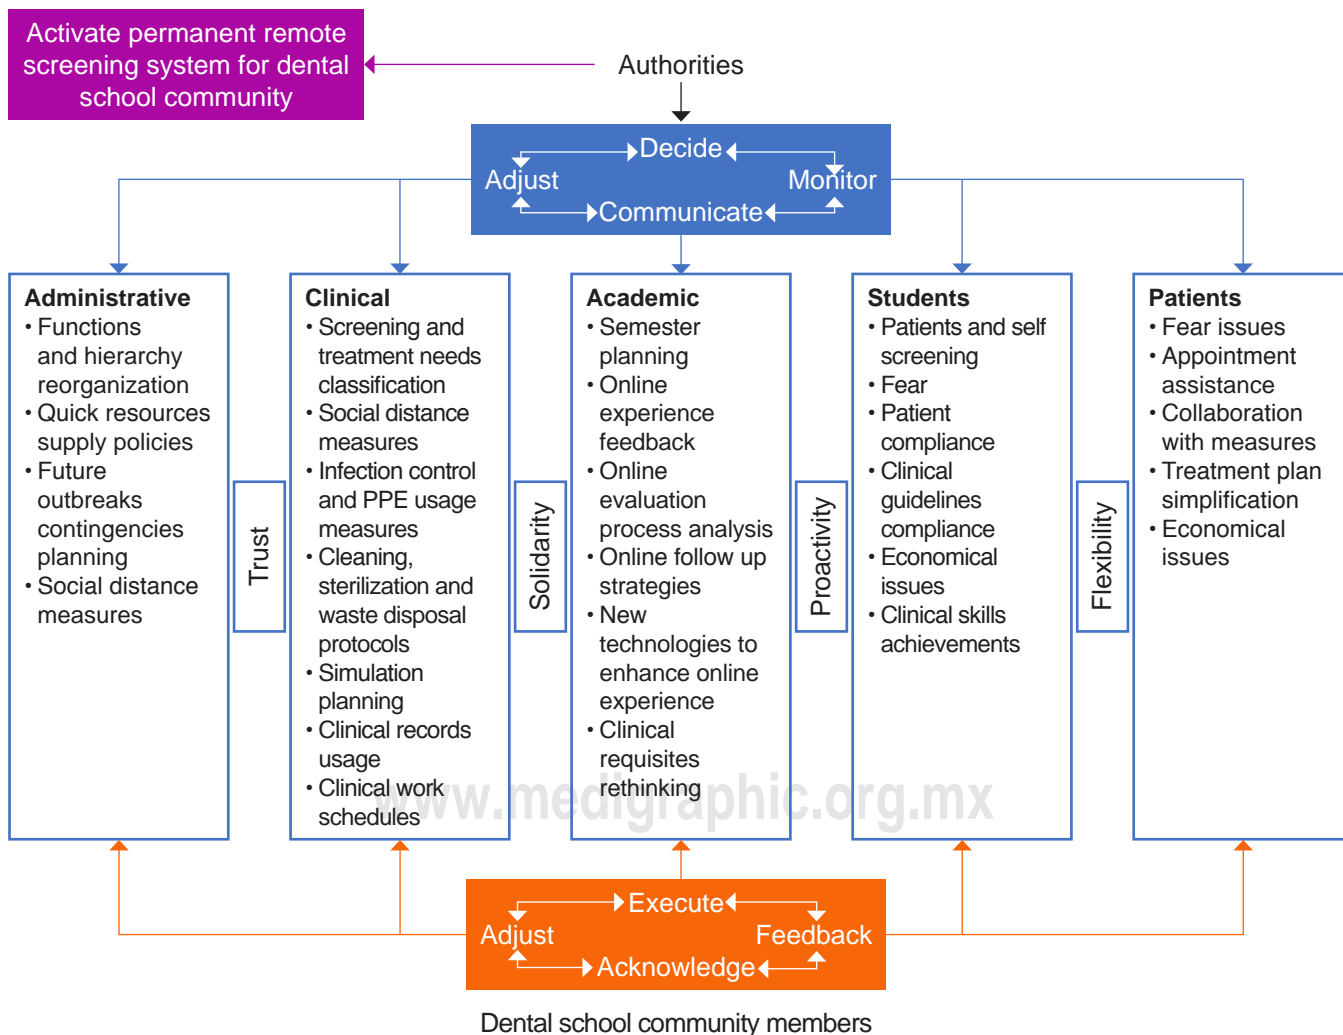 Activate permanent remote
screening system for dental
school community
Authorities
Decide
Adjust
Monitor
Communicate
Administrative
• Functions
and hierarchy
reorganization
• Quick resources
supply policies
• Future
outbreaks
contingencies
planning
• Social distance
measures
Trust
Clinical
• Screening and
treatment needs
classification
• Social distance
measures
• Infection control
and PPE usage
measures
• Cleaning,
sterilization and
waste disposal
protocols
• Simulation
planning
• Clinical records
usage
• Clinical work
schedules
Solidarity
Academic
• Semester
planning
• Online
experience
feedback
• Online
evaluation
process analysis
• Online follow up
strategies
• New
technologies to
enhance online
experience
• Clinical
requisites
rethinking
Proactivity
Students
• Patients and self
screening
• Fear
• Patient
compliance
• Clinical
guidelines
compliance
• Economical
issues
• Clinical skills
achievements
Flexibility
Patients
• Fear issues
• Appointment
assistance
• Collaboration
with measures
• Treatment plan
simplification
• Economical
issues
www.medigraphic.org.mx
Execute
Adjust
Feedback
Acknowledge
Dental school community members